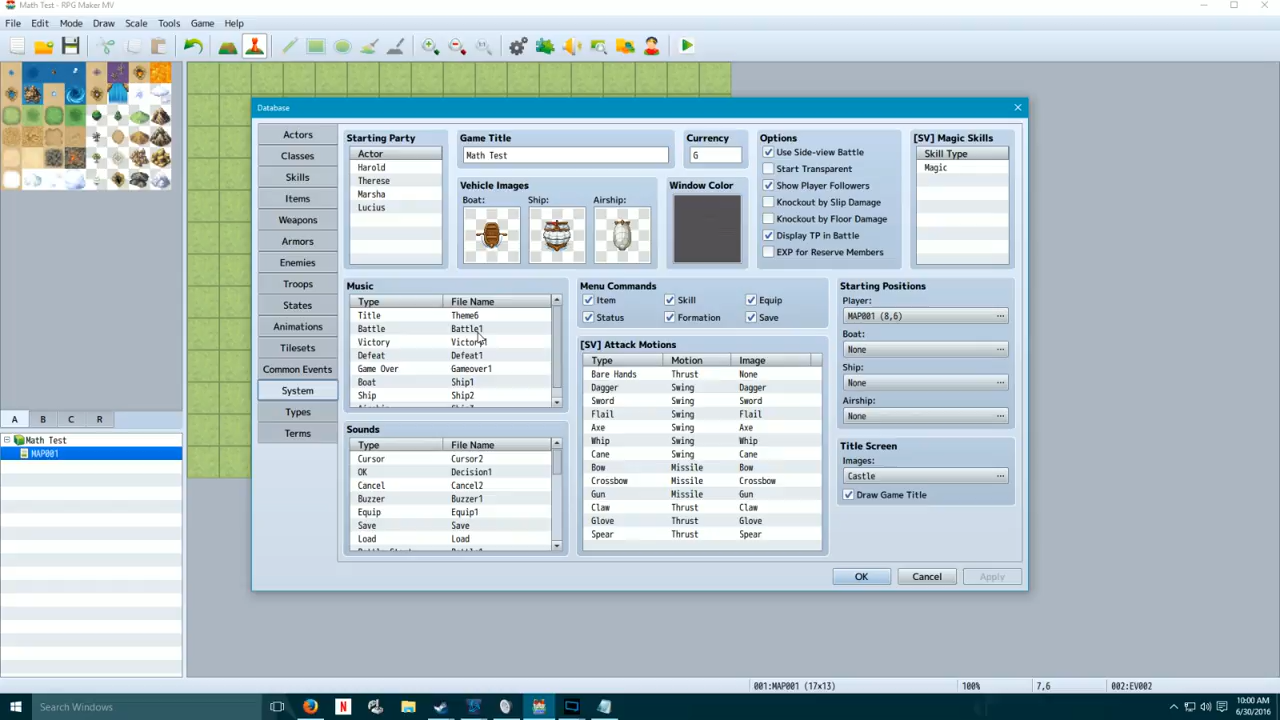 Math Test - RPG Maker MV
File Edit Mode Draw Scale Tools Game Help
Database
Actors
Classes
Skills
Items
Weapons
Armors
Enemies
Troops
States
Animations
Tilesets
Common Events
System
Types
Terms
Starting Party
Actor
Harold
Therese
Marsha
Lucius
Game Title
Math Test
Currency
G
Vehicle Images
Boat: Ship: Airship:
Window Color
Options
Use Side-view Battle
Start Transparent
Show Player Followers
Knockout by Slip Damage
Knockout by Floor Damage
Display TP in Battle
EXP for Reserve Members
[SV] Magic Skills
Skill Type
Magic
Music
Type File Name
Title Theme6
Battle Battle1
Victory Victory1
Defeat Defeat1
Game Over Gameover1
Boat Ship1
Ship Ship2
Sounds
Type File Name
Cursor Cursor2
OK Decision1
Cancel Cancel2
Buzzer Buzzer1
Equip Equip1
Save Save
Load Load
Menu Commands
Item Skill Equip
Status Formation Save
[SV] Attack Motions
Type Motion Image
Bare Hands Thrust None
Dagger Swing Dagger
Sword Swing Sword
Flail Swing Flail
Axe Swing Axe
Whip Swing Whip
Cane Swing Cane
Bow Missile Bow
Crossbow Missile Crossbow
Gun Missile Gun
Claw Thrust Claw
Glove Thrust Glove
Spear Thrust Spear
Starting Positions
Player:
MAP001 (8,6) ...
Boat:
None ...
Ship:
None ...
Airship:
None ...
Title Screen
Images:
Castle ...
Draw Game Title
OK Cancel Apply
A B C R
Math Test
MAP001
001:MAP001 (17x13) 100% 7,6 002:EV002
Search Windows
N
10:00 AM
6/30/2016